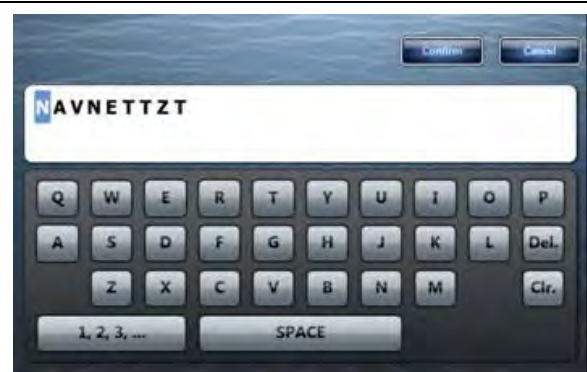 Confirm Cancel
NAVNETTZT
Q W E R T Y U I O P
A S D F G H J K L Del.
Z X C V B N M Clr.
1, 2, 3, ... SPACE